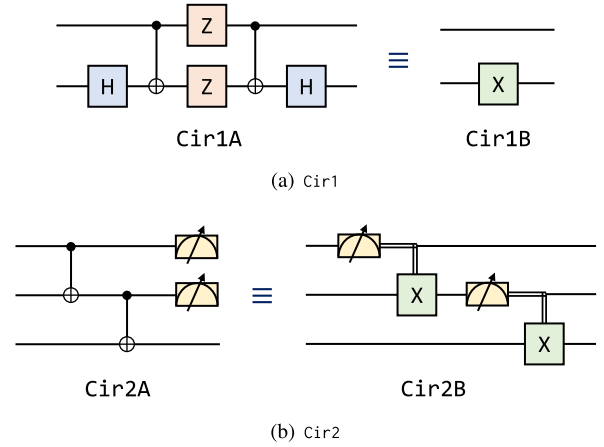 Z
H Z H ≡ X
Cir1A Cir1B
(a) Cir1
≡ X
X
Cir2A Cir2B
(b) Cir2